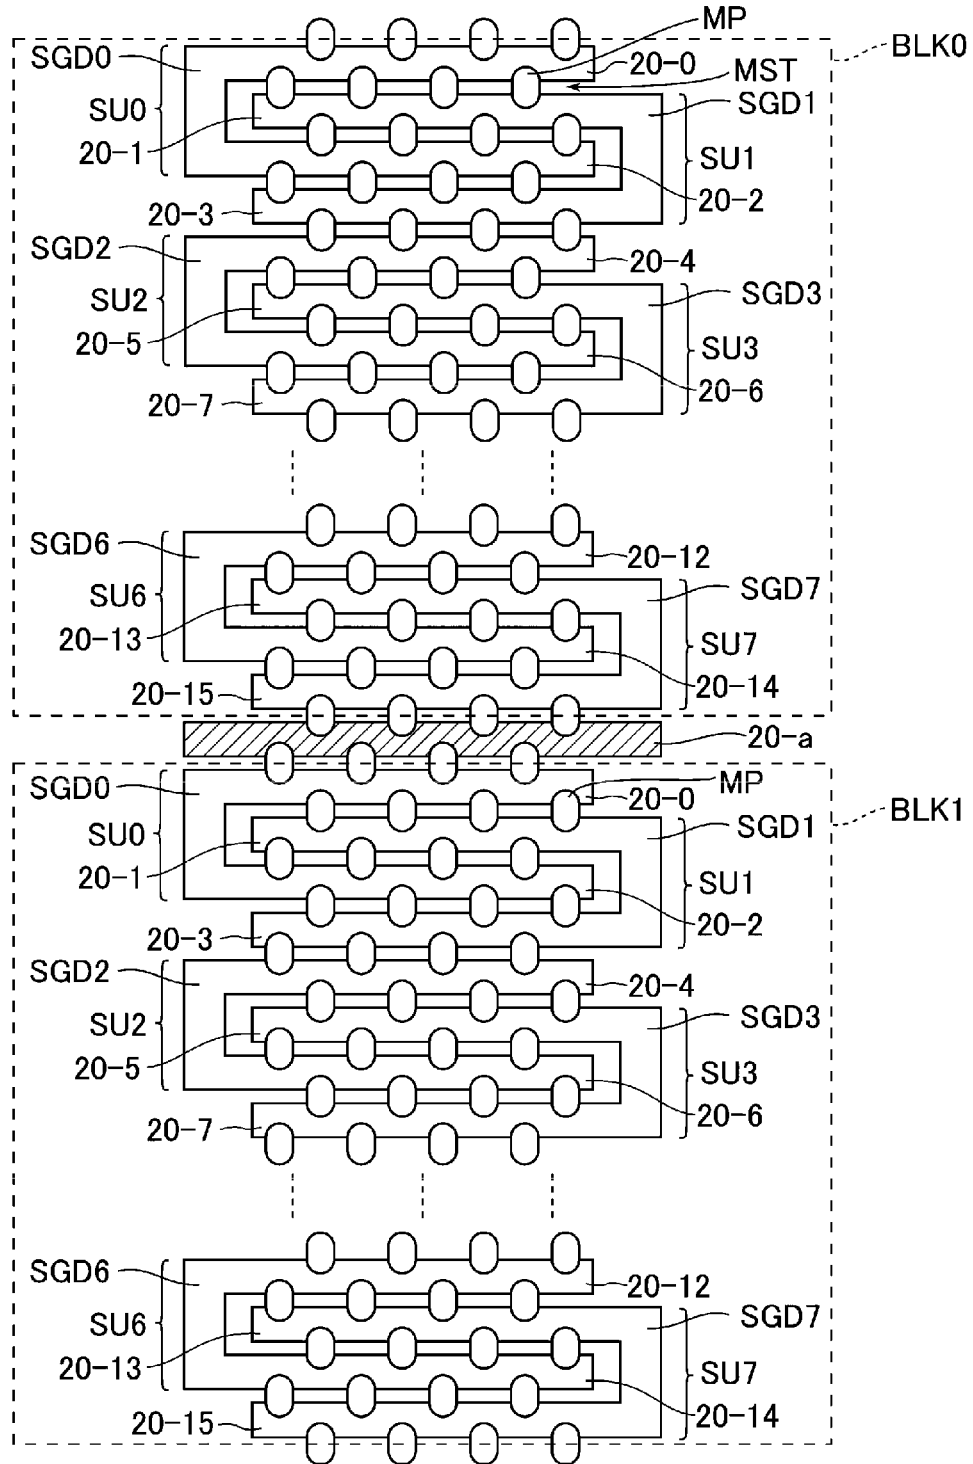 MP
BLK0
SGD0
20-0
MST
SGD1
SU0
20-1
SU1
20-2
20-3
SGD2
20-4
SGD3
SU2
20-5
SU3
20-6
20-7
SGD6
20-12
SGD7
SU6
20-13
SU7
20-14
20-15
20-a
MP
SGD0
20-0
BLK1
SGD1
SU0
20-1
SU1
20-2
20-3
SGD2
20-4
SGD3
SU2
20-5
SU3
20-6
20-7
SGD6
20-12
SGD7
SU6
20-13
SU7
20-14
20-15